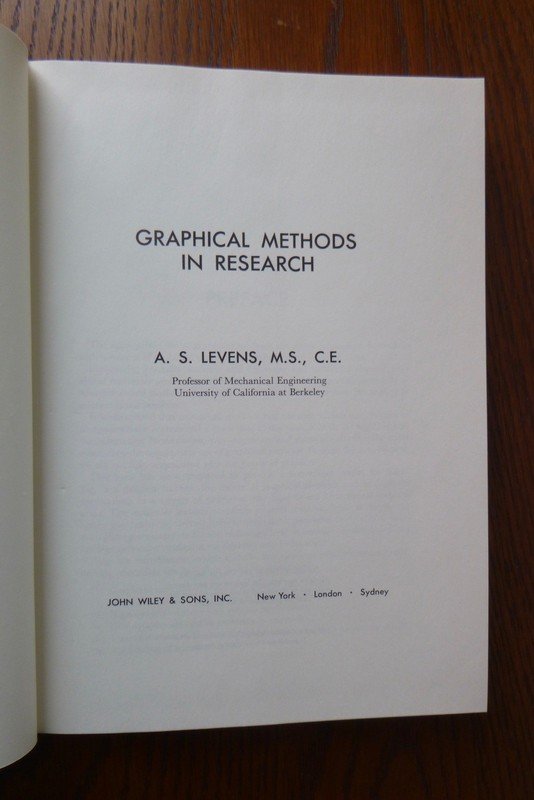 GRAPHICAL METHODS
IN RESEARCH
A. S. LEVENS, M.S., C.E.
Professor of Mechanical Engineering
University of California at Berkeley
JOHN WILEY & SONS, INC. New York · London · Sydney